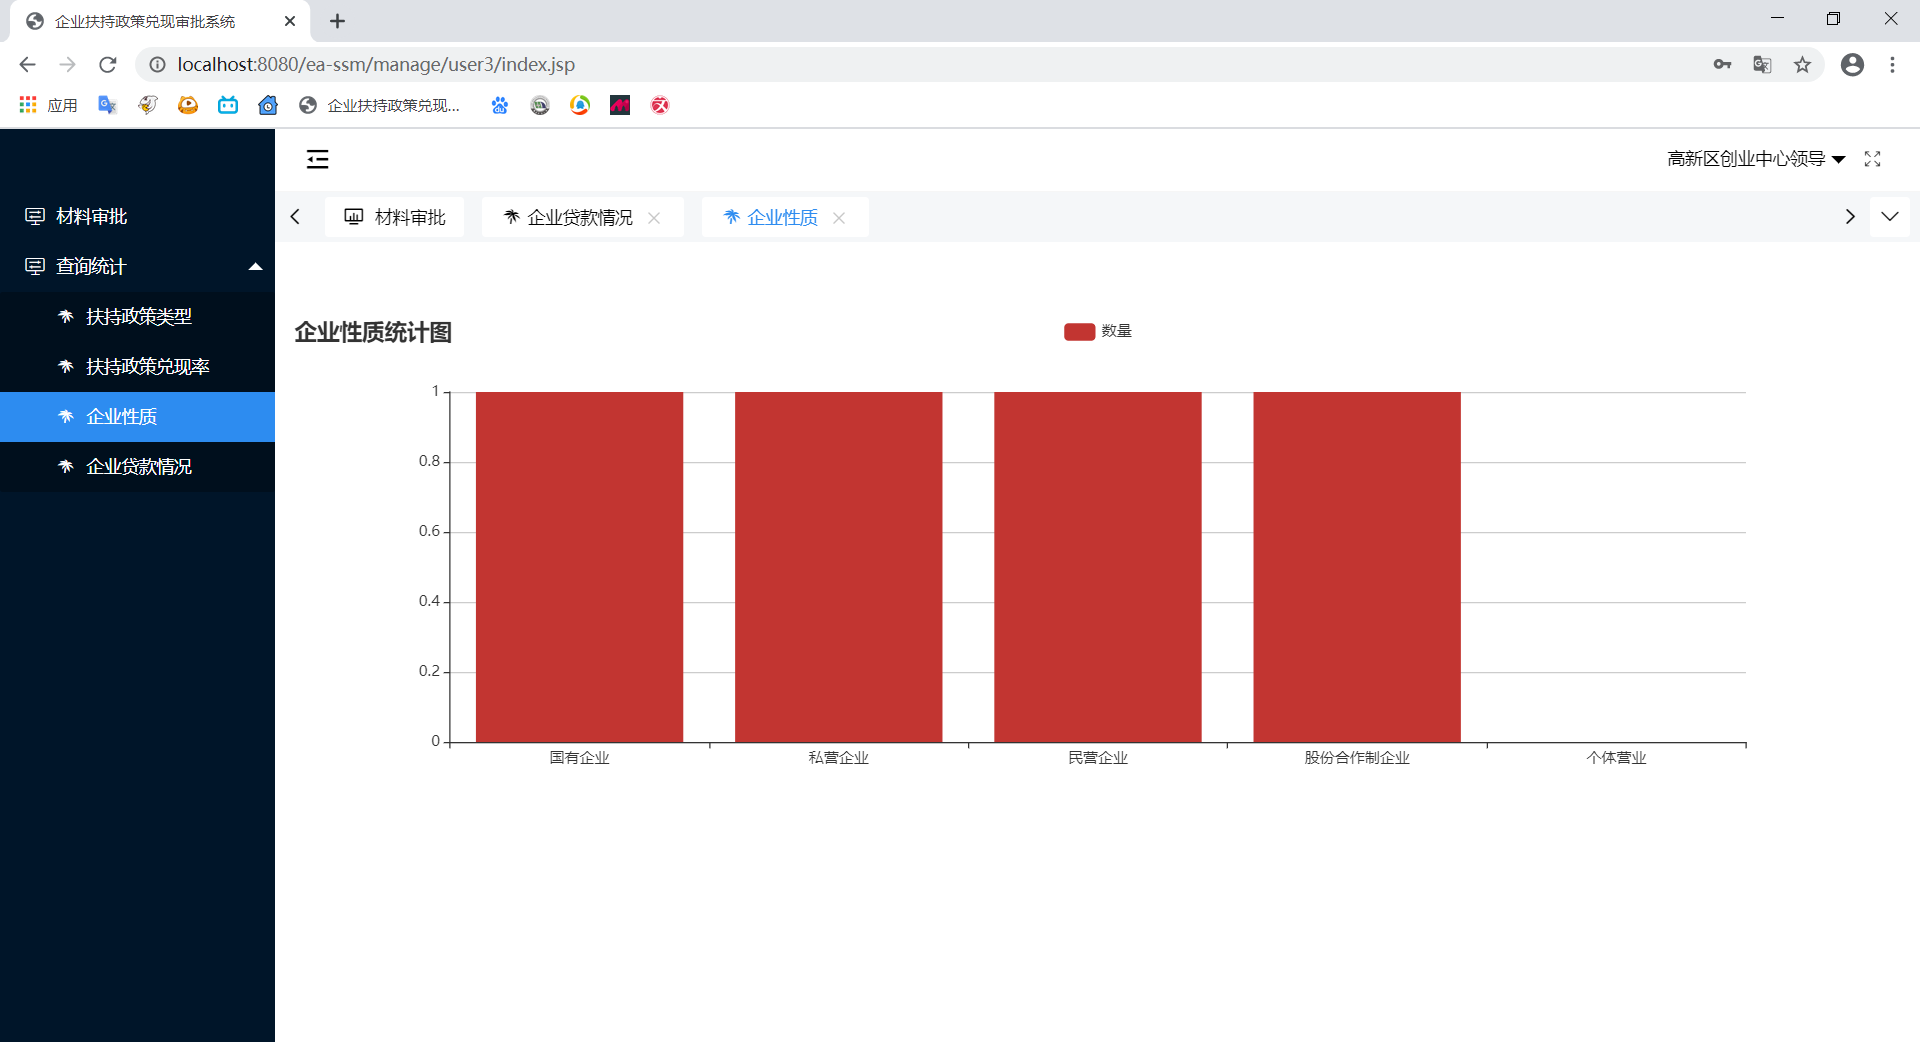 企业扶持政策兑现审批系统
localhost:8080/ea-ssm/manage/user3/index.jsp
应用
企业扶持政策兑现...
高新区创业中心领导
材料审批
查询统计
扶持政策类型
扶持政策兑现率
企业性质
企业贷款情况
材料审批
企业贷款情况
企业性质
企业性质统计图
数量
1
0.8
0.6
0.4
0.2
0
国有企业
私营企业
民营企业
股份合作制企业
个体营业